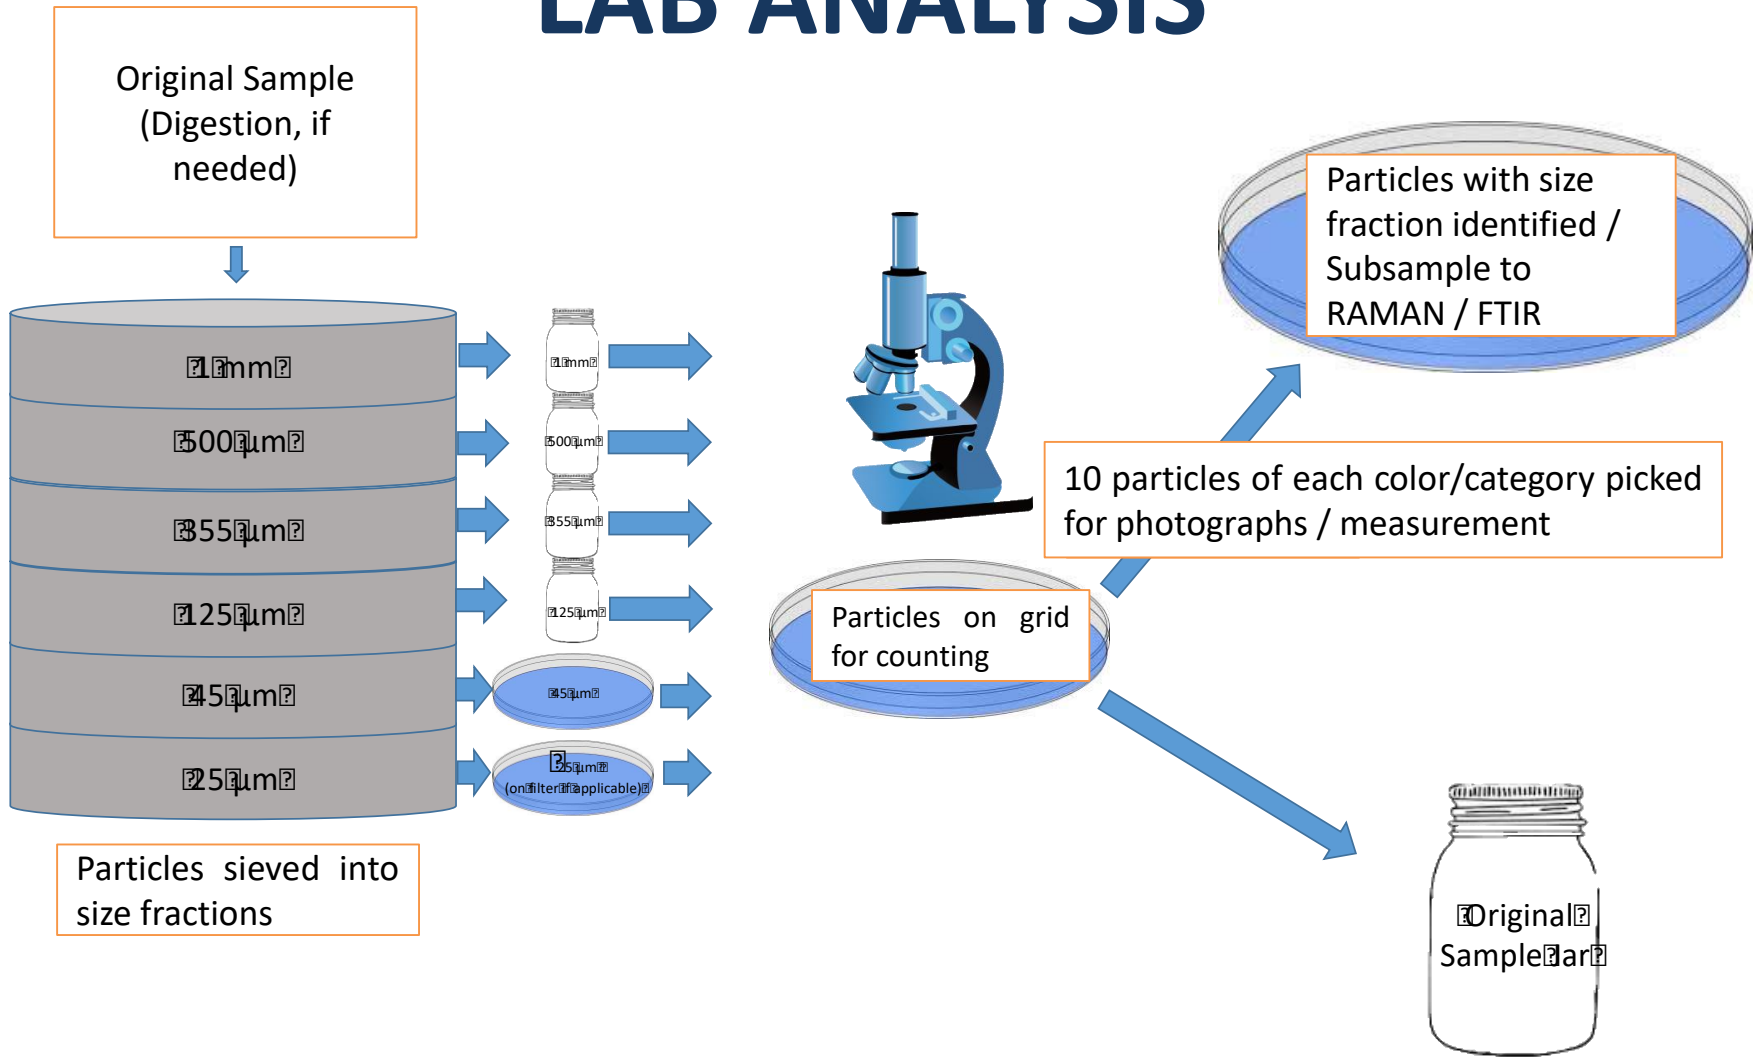 LAB ANALYSIS
Original Sample
(Digestion, if
needed)
1 mm
500 µm
355 µm
125 µm
45 µm
25 µm
1 mm
500 µm
355 µm
125 µm
45 µm
25 µm
(on filter if applicable)
Particles sieved into
size fractions
Particles on grid
for counting
10 particles of each color/category picked
for photographs / measurement
Particles with size
fraction identified /
Subsample to
RAMAN / FTIR
Original
Sample Jar